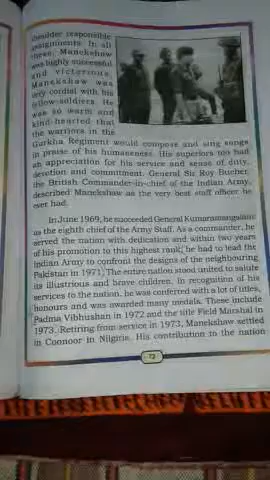 shoulder responsible
assignments. In all
these, Manekshaw
was highly successful
and victorious.
Manekshaw was
very cordial with his
fellow-soldiers. He
was so warm and
kind-hearted that
the warriors in the
Gurkha Regiment would compose and sing songs
in praise of his humaneness. His superiors too had
an appreciation for his service and sense of duty,
devotion and commitment. General Sir Roy Bucher,
the British Commander-in-chief of the Indian Army,
described Manekshaw as the very best staff officer he
ever had.
In June 1969, he succeeded General Kumaramangalam
as the eighth chief of the Army Staff. As a commander, he
served the nation with dedication and within two years
of his promotion to this highest rank, he had to lead the
Indian Army to confront the designs of the neighbouring
Pakistan in 1971. The entire nation stood united to salute
its illustrious and brave children. In recognition of his
services to the nation, he was conferred with a lot of titles,
honours and was awarded many medals. These include
Padma Vibhushan in 1972 and the title Field Marshal in
1973. Retiring from service in 1973, Manekshaw settled
in Coonoor in Nilgiris. His contribution to the nation
73